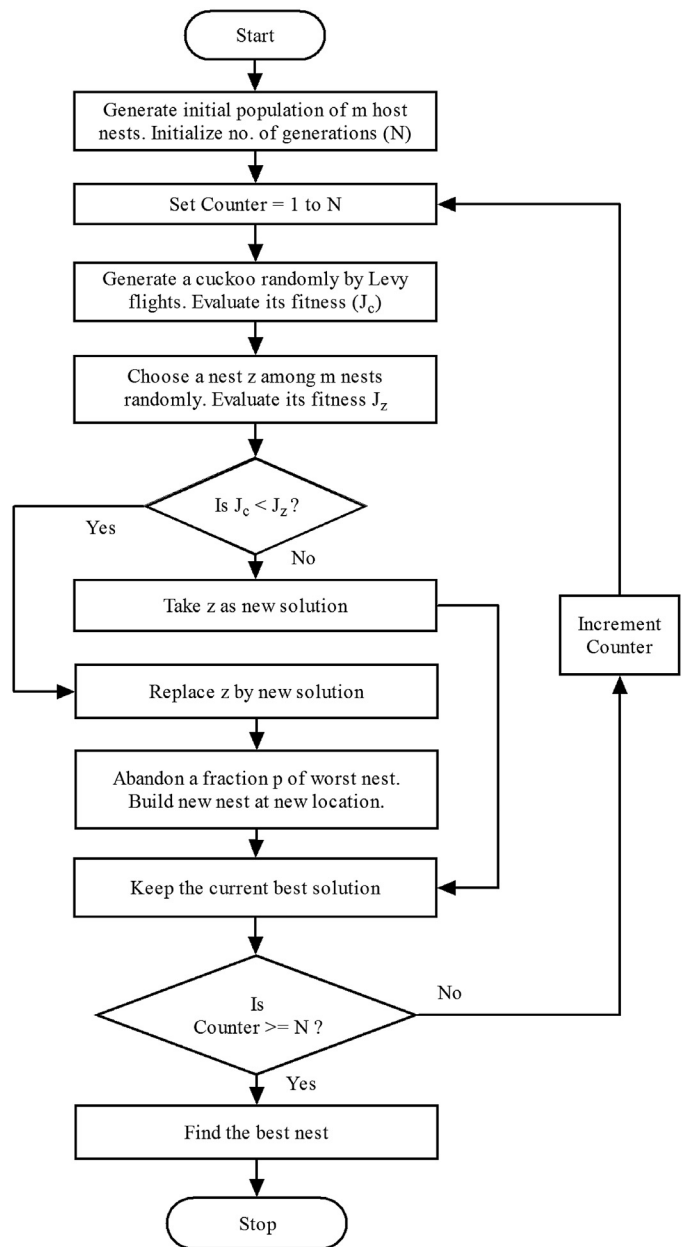 Start
Generate initial population of m host
nests. Initialize no. of generations (N)
Set Counter = 1 to N
Generate a cuckoo randomly by Levy
flights. Evaluate its fitness (Jc)
Choose a nest z among m nests
randomly. Evaluate its fitness Jz
Is Jc < Jz ?
Yes
No
Take z as new solution
Increment
Counter
Replace z by new solution
Abandon a fraction p of worst nest.
Build new nest at new location.
Keep the current best solution
Is
Counter >= N ?
No
Yes
Find the best nest
Stop